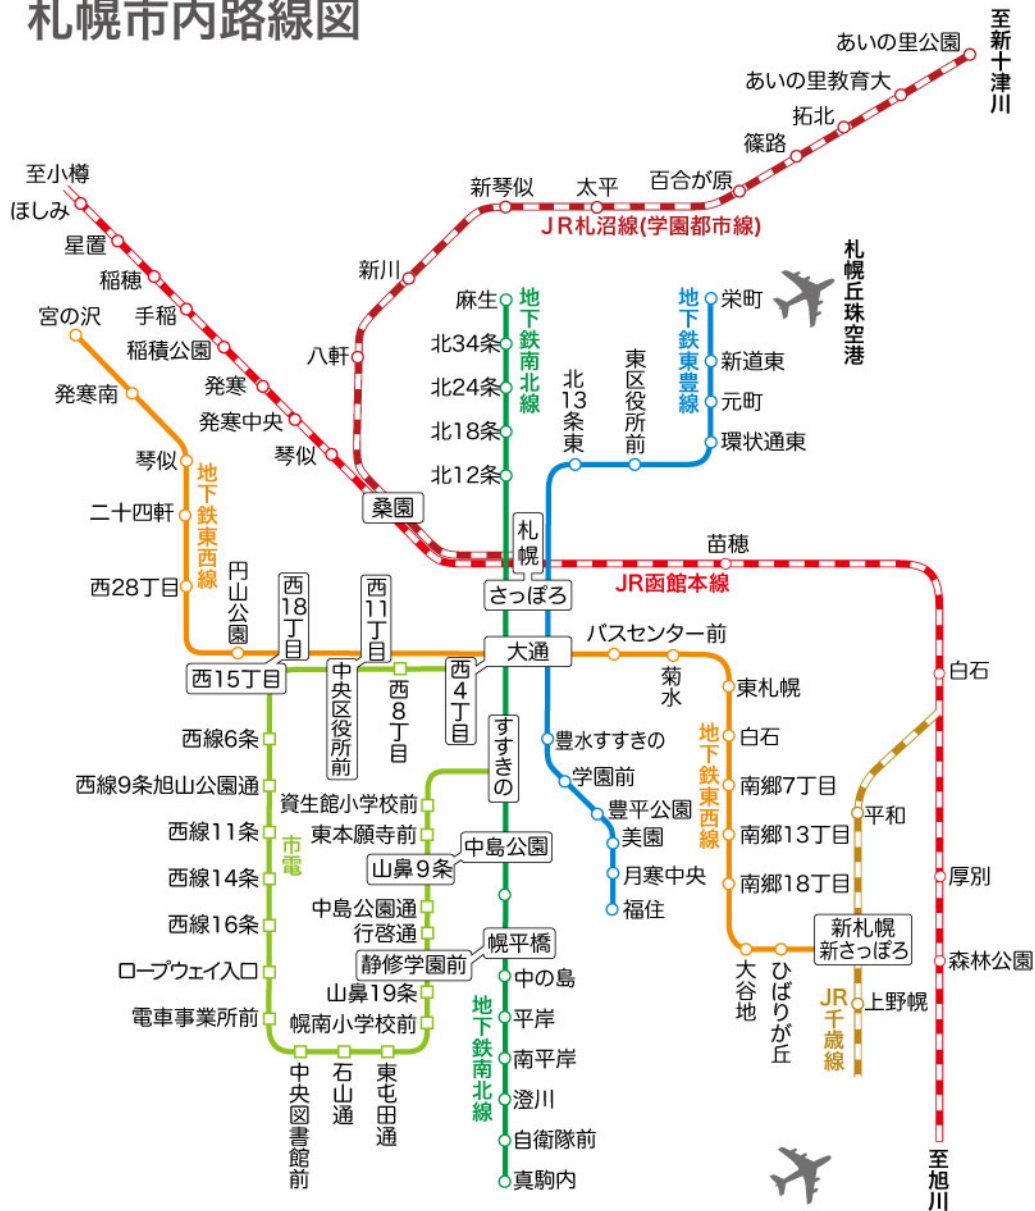 札幌市内路線図
至新十津川
あいの里公園
あいの里教育大
拓北
篠路
百合が原
太平
新琴似
JR札沼線(学園都市線)
新川
八軒
至小樽
ほしみ
星置
稲穂
手稲
稲積公園
発寒
発寒中央
琴似
桑園
宮の沢
発寒南
琴似
地下鉄東西線
二十四軒
西28丁目
円山公園
西18丁目
西11丁目
麻生
地下鉄南北線
北34条
北24条
北18条
北12条
札幌
さっぽろ
北13条東
東区役所前
地下鉄東豊線
栄町
新道東
元町
環状通東
札幌丘珠空港
苗穂
JR函館本線
白石
厚別
森林公園
至旭川
大通
バスセンター前
菊水
東札幌
白石
地下鉄東西線
南郷7丁目
南郷13丁目
南郷18丁目
大谷地
ひばりが丘
新札幌
新さっぽろ
平和
上野幌
JR千歳線
西15丁目
中央区役所前
西8丁目
西4丁目
すすきの
西線6条
西線9条旭山公園通
西線11条
市電
西線14条
西線16条
ロープウェイ入口
電車事業所前
中央図書館前
石山通
東屯田通
資生館小学校前
東本願寺前
山鼻9条
中島公園通
行啓通
静修学園前
山鼻19条
幌南小学校前
豊水すすきの
学園前
豊平公園
美園
月寒中央
福住
中島公園
幌平橋
中の島
平岸
地下鉄南北線
南平岸
澄川
自衛隊前
真駒内